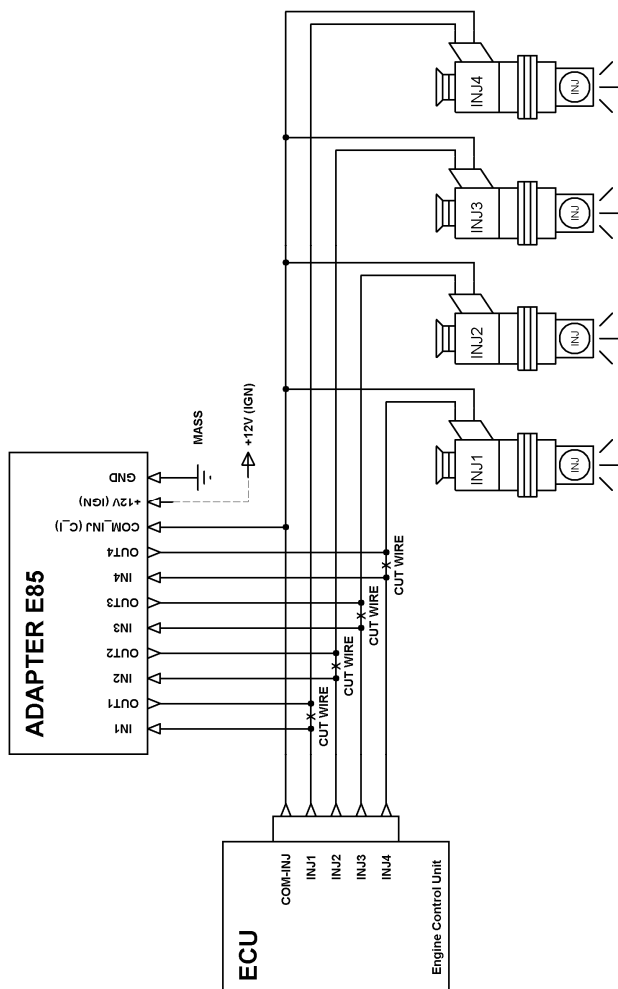 ADAPTER E85
GND
+12V (IGN)
COM_INJ (C_I)
OUT4
IN4
OUT3
IN3
OUT2
IN2
OUT1
IN1
MASS
+12V (IGN)
CUT WIRE
CUT WIRE
CUT WIRE
CUT WIRE
ECU
Engine Control Unit
COM-INJ
INJ1
INJ2
INJ3
INJ4
INJ4
INJ
INJ3
INJ
INJ2
INJ
INJ1
INJ